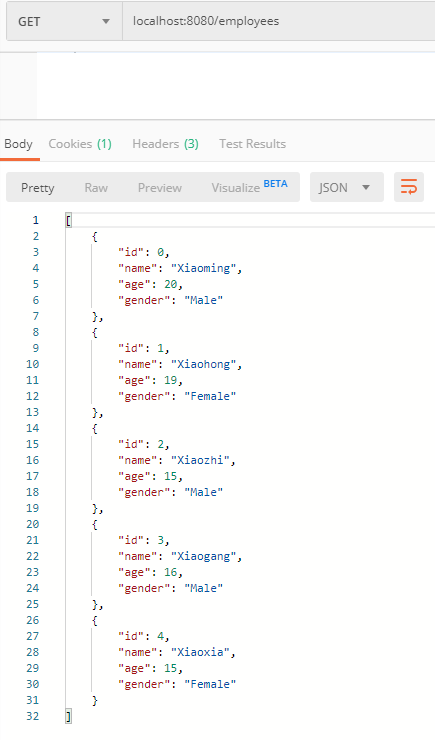 GET localhost:8080/employees
Body Cookies (1) Headers (3) Test Results
Pretty Raw Preview Visualize BETA JSON
1 [
2 {
3 "id": 0,
4 "name": "Xiaoming",
5 "age": 20,
6 "gender": "Male"
7 },
8 {
9 "id": 1,
10 "name": "Xiaohong",
11 "age": 19,
12 "gender": "Female"
13 },
14 {
15 "id": 2,
16 "name": "Xiaozhi",
17 "age": 15,
18 "gender": "Male"
19 },
20 {
21 "id": 3,
22 "name": "Xiaogang",
23 "age": 16,
24 "gender": "Male"
25 },
26 {
27 "id": 4,
28 "name": "Xiaoxia",
29 "age": 15,
30 "gender": "Female"
31 }
32 ]